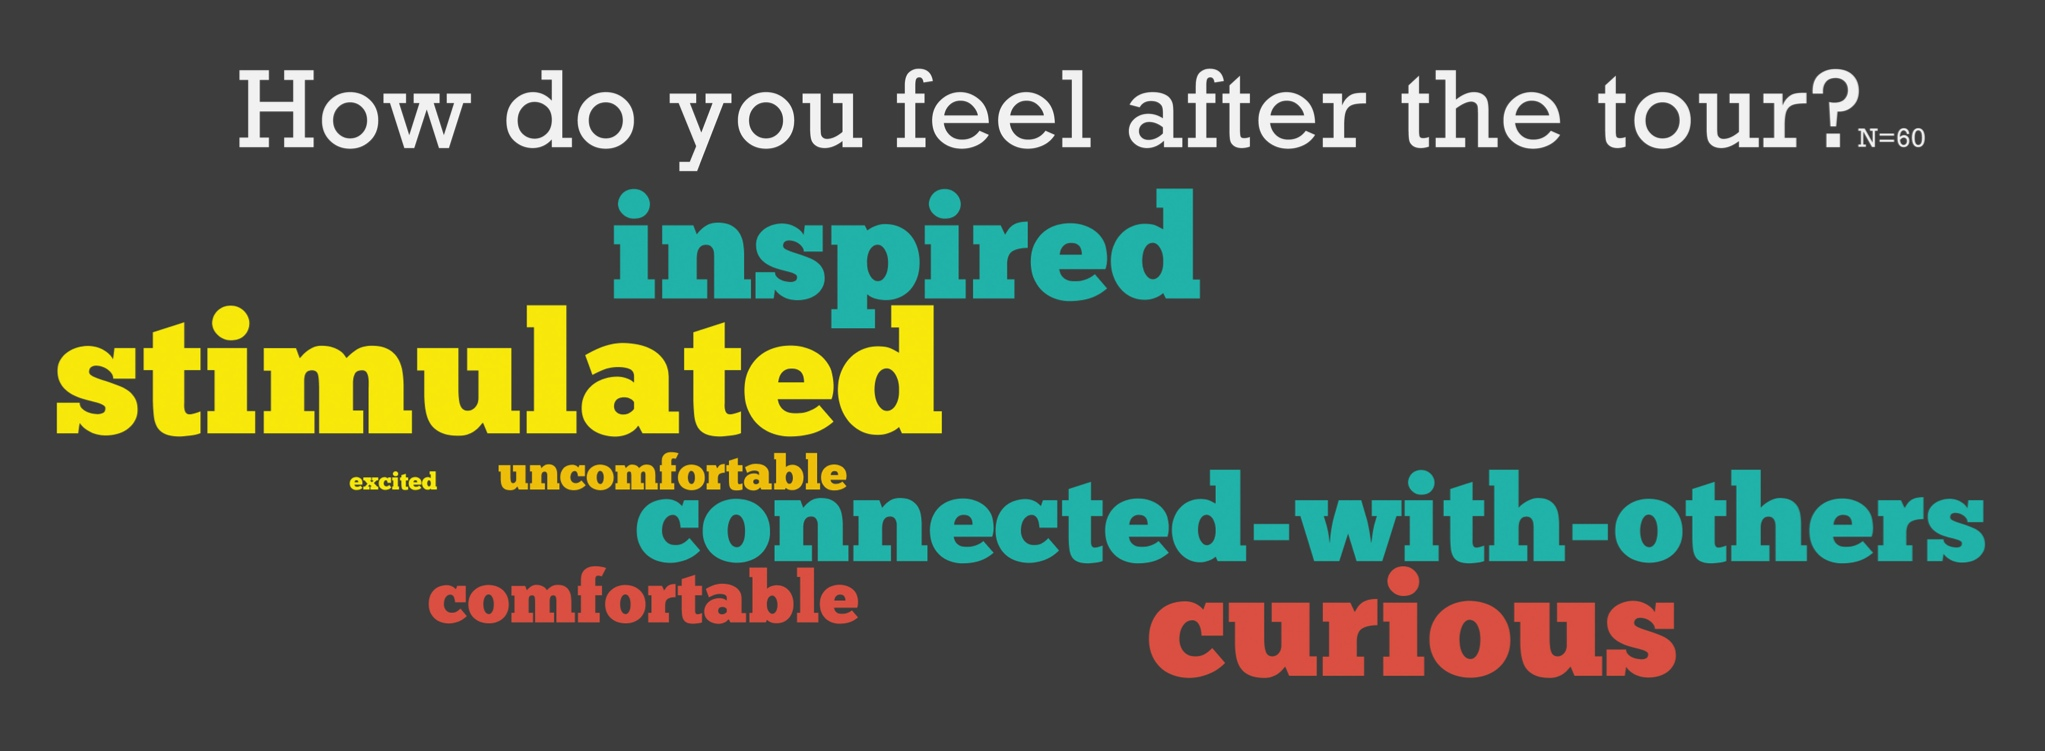 How do you feel after the tour? N=60
inspired
stimulated
excited uncomfortable
connected-with-others
comfortable curious